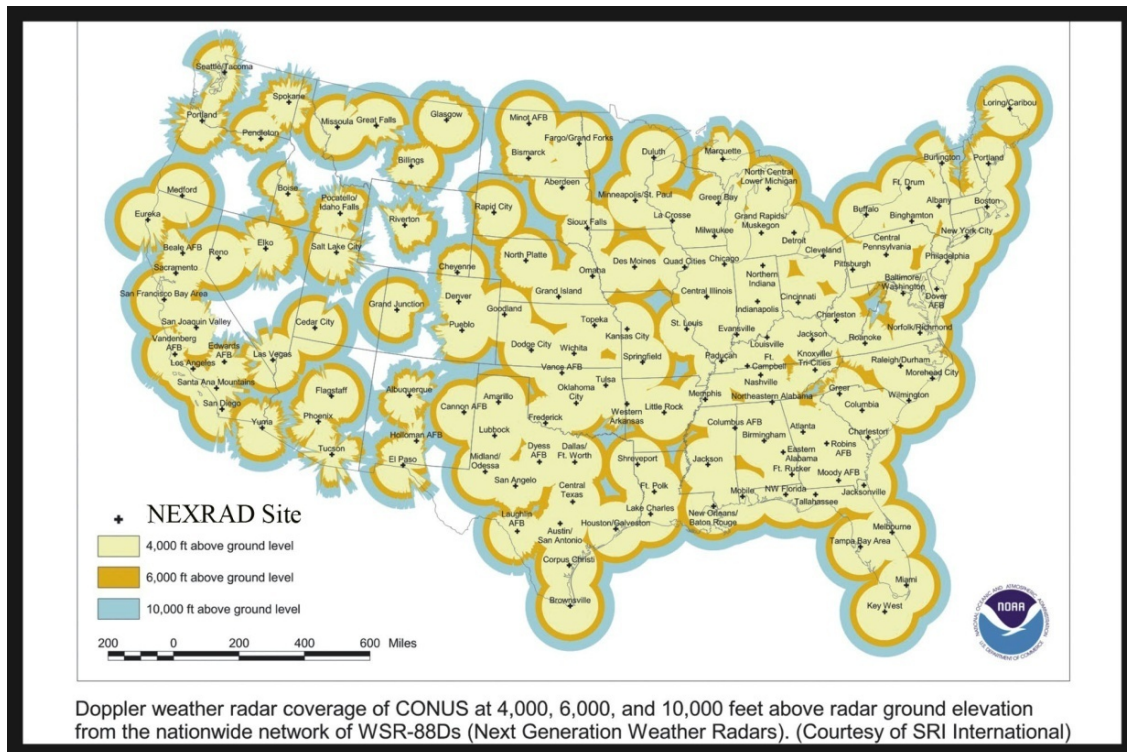 Seattle/Tacoma
Spokane
Portland
Pendleton
Missoula
Great Falls
Glasgow
Billings
Minot AFB
Bismarck
Fargo/Grand Forks
Duluth
Marquette
Loring/Caribou
Burlington
Portland
Medford
Eureka
Boise
Pocatello/
Idaho Falls
Riverton
Rapid City
Aberdeen
Minneapolis/St. Paul
Sioux Falls
La Crosse
Green Bay
Milwaukee
North Central
Lower Michigan
Grand Rapids/
Muskegon
Detroit
Ft. Drum
Buffalo
Binghamton
Albany
Boston
New York City
Beale AFB
Reno
Elko
Salt Lake City
Sacramento
San Francisco Bay Area
San Joaquin Valley
Cheyenne
North Platte
Omaha
Des Moines
Quad Cities
Chicago
Cleveland
Central
Pennsylvania
Pittsburgh
Philadelphia
Baltimore/
Washington
Dover
AFB
Grand Junction
Denver
Pueblo
Goodland
Grand Island
Topeka
Kansas City
Central Illinois
Northern
Indiana
Indianapolis
Cincinnati
Charleston
Norfolk/Richmond
Roanoke
Vandenberg
AFB
Edwards
AFB
Los Angeles
Las Vegas
Cedar City
Dodge City
Wichita
Springfield
St. Louis
Evansville
Louisville
Jackson
Paducah
Ft.
Campbell
Nashville
Knoxville/
Tri-Cities
Raleigh/Durham
Morehead City
Santa Ana Mountains
San Diego
Yuma
Flagstaff
Phoenix
Tucson
Albuquerque
Cannon AFB
Amarillo
Vance AFB
Tulsa
Oklahoma
City
Frederick
Lubbock
Western
Arkansas
Little Rock
Memphis
Northeastern Alabama
Greer
Columbia
Wilmington
Charleston
Holloman AFB
El Paso
Midland/
Odessa
San Angelo
Dyess
AFB
Dallas/
Ft. Worth
Shreveport
Ft. Polk
Central
Texas
Jackson
Columbus AFB
Birmingham
Atlanta
Robins
AFB
Eastern
Alabama
Ft. Rucker
Moody AFB
Jacksonville
Mobile
NW Florida
Tallahassee
Laughlin
AFB
Austin/
San Antonio
Houston/Galveston
Lake Charles
New Orleans/
Baton Rouge
Corpus Christi
Brownsville
Melbourne
Tampa Bay Area
Miami
Key West
NEXRAD Site
4,000 ft above ground level
6,000 ft above ground level
10,000 ft above ground level
200 0 200 400 600 Miles
NATIONAL OCEANIC AND ATMOSPHERIC ADMINISTRATION
NOAA
U.S. DEPARTMENT OF COMMERCE
Doppler weather radar coverage of CONUS at 4,000, 6,000, and 10,000 feet above radar ground elevation
from the nationwide network of WSR-88Ds (Next Generation Weather Radars). (Courtesy of SRI International)